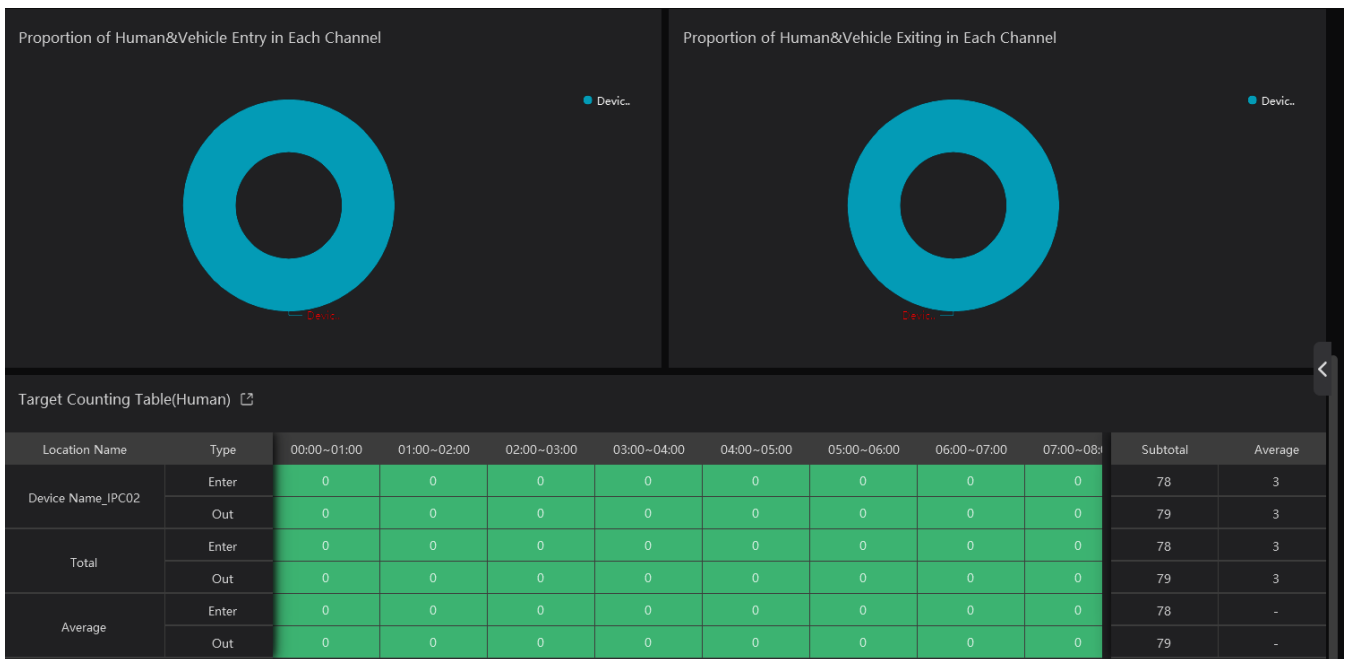 Proportion of Human&Vehicle Entry in Each Channel
Proportion of Human&Vehicle Exiting in Each Channel
Devic..
Devic..
Devic..
Devic..
Target Counting Table(Human)
Location Name Type 00:00~01:00 01:00~02:00 02:00~03:00 03:00~04:00 04:00~05:00 05:00~06:00 06:00~07:00 07:00~08: Subtotal Average
Enter 0 0 0 0 0 0 0 0 78 3
Device Name_IPC02
Out 0 0 0 0 0 0 0 0 79 3
Enter 0 0 0 0 0 0 0 0 78 3
Total
Out 0 0 0 0 0 0 0 0 79 3
Enter 0 0 0 0 0 0 0 0 78 -
Average
Out 0 0 0 0 0 0 0 0 79 -